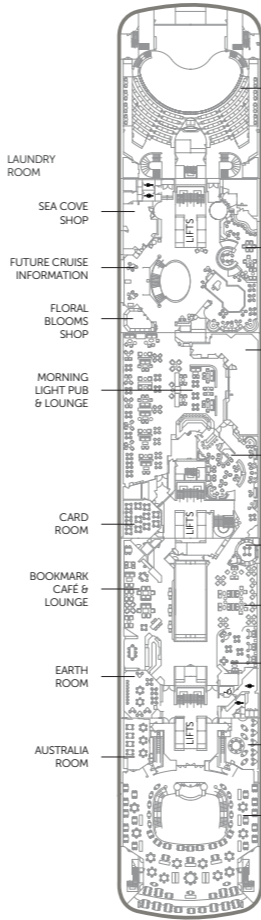 LAUNDRY
ROOM
SEA COVE
SHOP
LIFTS
FUTURE CRUISE
INFORMATION
FLORAL
BLOOMS
SHOP
MORNING
LIGHT PUB
& LOUNGE
CARD
ROOM
LIFTS
BOOKMARK
CAFÉ &
LOUNGE
EARTH
ROOM
LIFTS
AUSTRALIA
ROOM